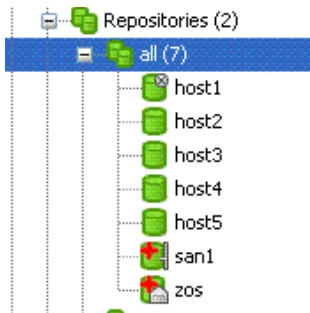 Repositories (2)
all (7)
host1
host2
host3
host4
host5
san1
zos